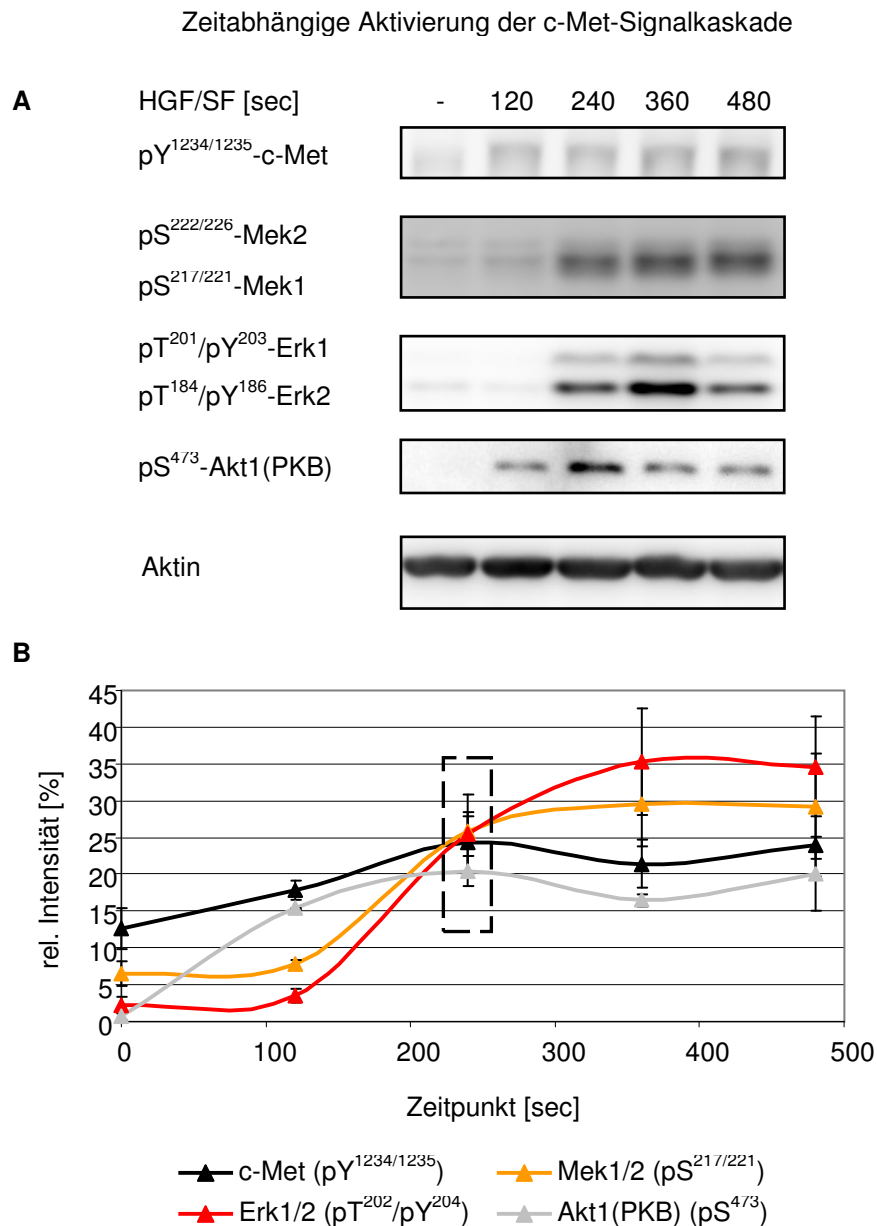 Zeitabhängige Aktivierung der c-Met-Signalkaskade
A
HGF/SF [sec] - 120 240 360 480
pY1234/1235-c-Met
pS222/226-Mek2
pS217/221-Mek1
pT201/pY203-Erk1
pT184/pY186-Erk2
pS473-Akt1(PKB)
Aktin
B
rel. Intensität [%]
45
40
35
30
25
20
15
10
5
0
0 100 200 300 400 500
Zeitpunkt [sec]
c-Met (pY1234/1235) Mek1/2 (pS217/221)
Erk1/2 (pT202/pY204) Akt1(PKB) (pS473)